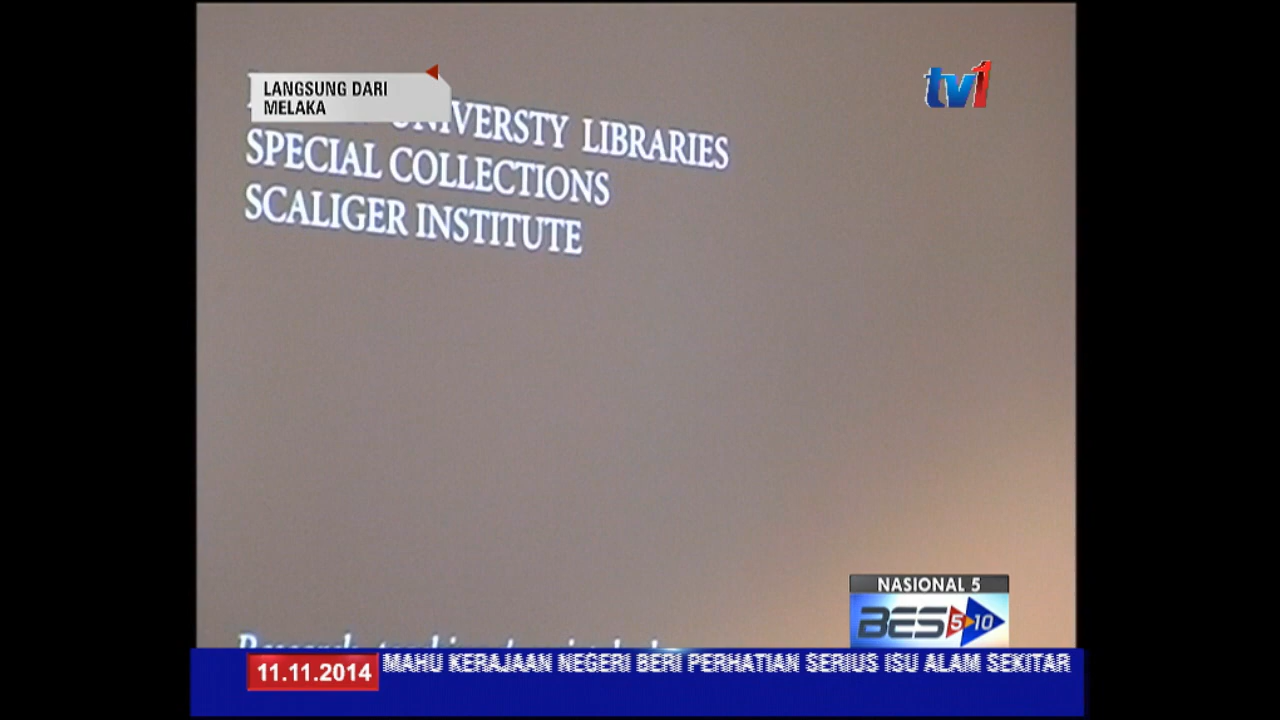 LANGSUNG DARI
MELAKA
tv1
UNIVERSTY LIBRARIES
SPECIAL COLLECTIONS
SCALIGER INSTITUTE
NASIONAL 5
BES 5 10
11.11.2014
MAHU KERAJAAN NEGERI BERI PERHATIAN SERIUS ISU ALAM SEKITAR